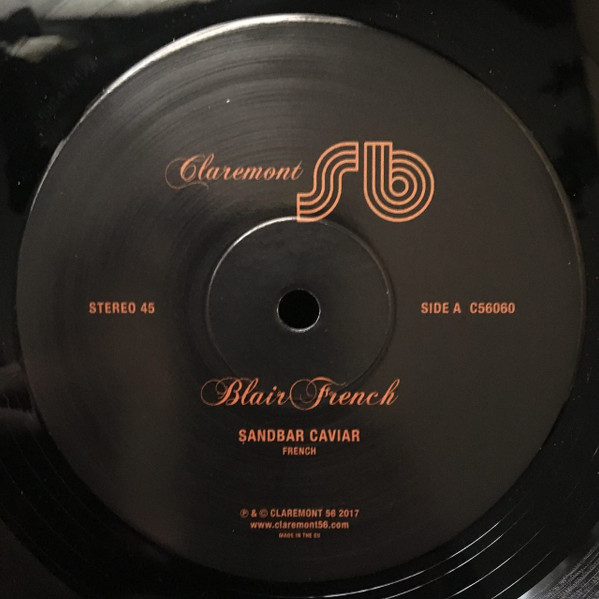 Claremont 56
STEREO 45
SIDE A C56060
Blair French
SANDBAR CAVIAR
FRENCH
℗ & © CLAREMONT 56 2017
www.claremont56.com
MADE IN THE EU